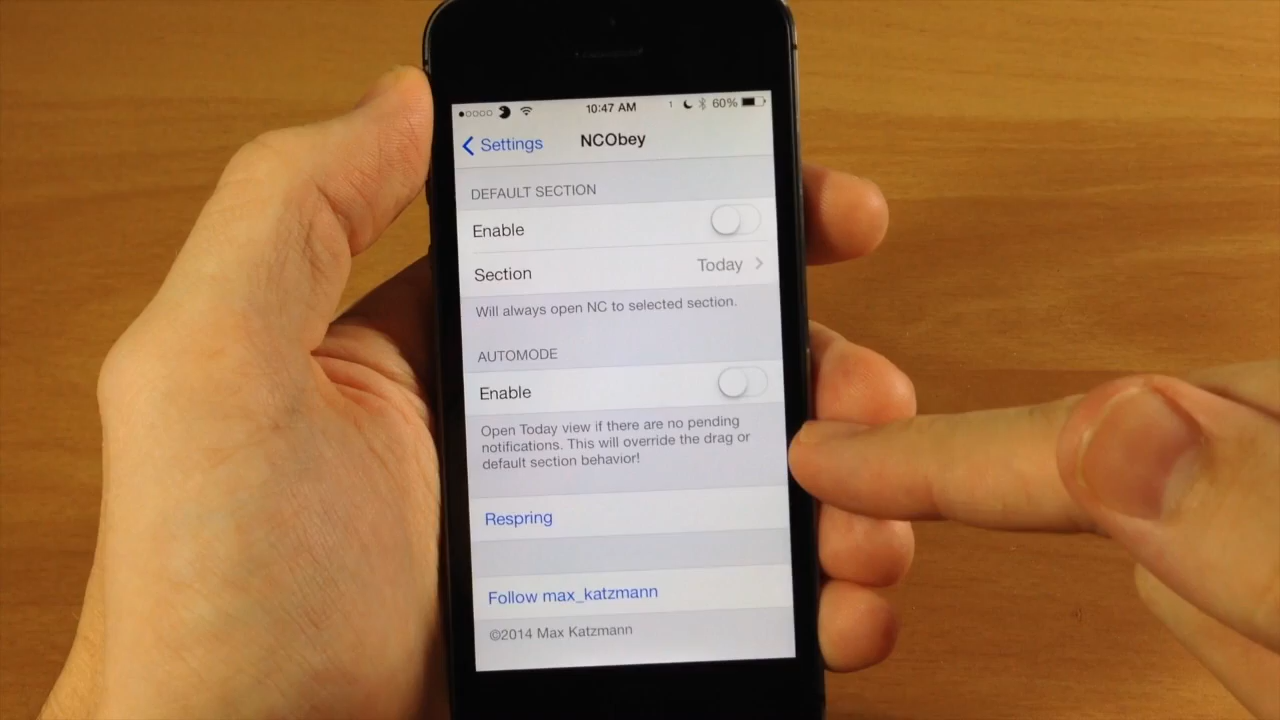 10:47 AM
1
60%
Settings
NCObey
DEFAULT SECTION
Enable
Section
Today
Will always open NC to selected section.
AUTOMODE
Enable
Open Today view if there are no pending
notifications. This will override the drag or
default section behavior!
Respring
Follow max_katzmann
©2014 Max Katzmann